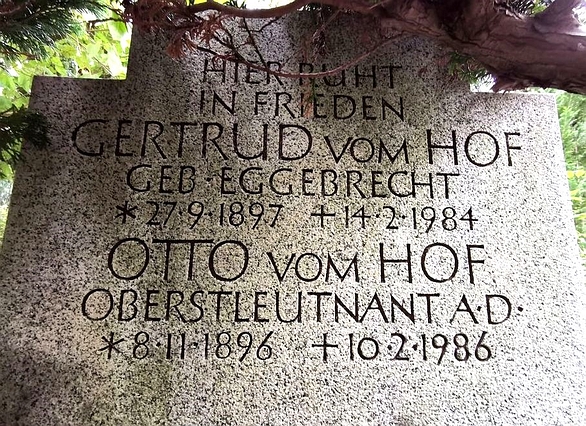 HIER RUHT
IN FRIEDEN
GERTRUD VOM HOF
GEB·EGGEBRECHT
*27·9·1897 +14·2·1984
OTTO VOM HOF
OBERSTLEUTNANT A·D·
*8·11·1896 +10·2·1986